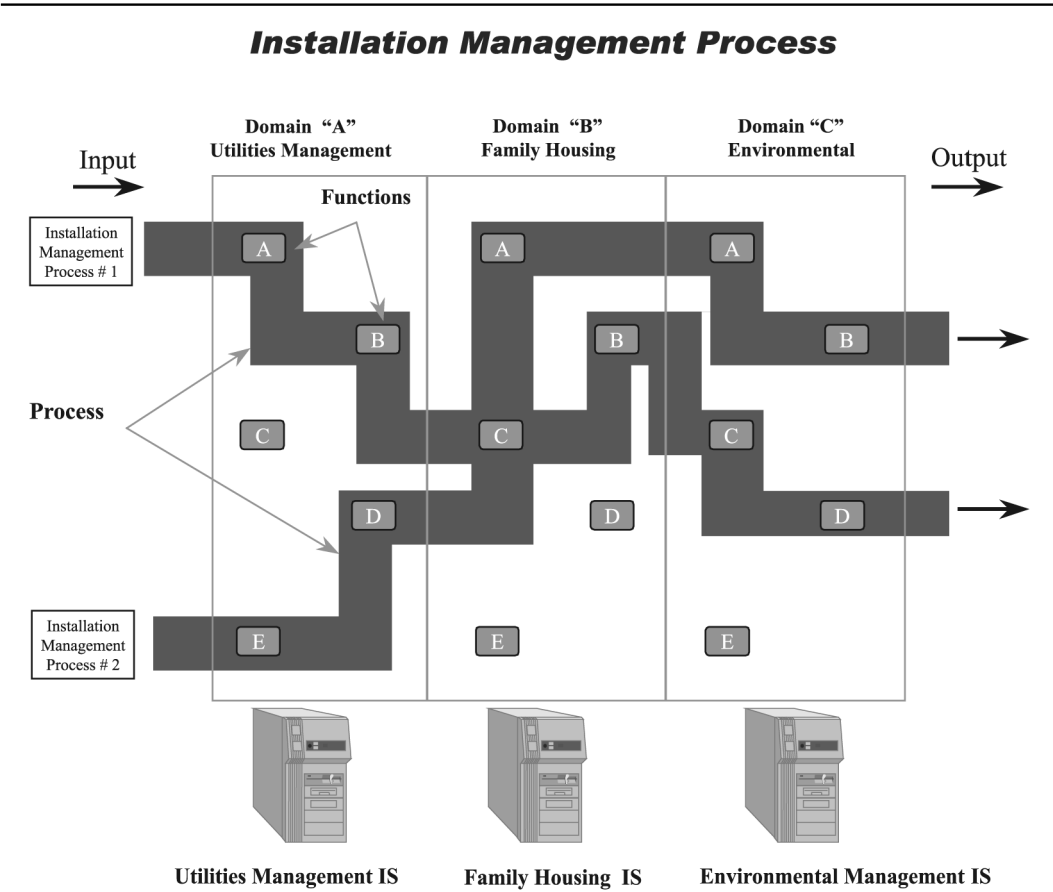 Installation Management Process
Domain “A”
Utilities Management
Domain “B”
Family Housing
Domain “C”
Environmental
Input
Output
Functions
Installation
Management
Process # 1
A
A
A
B
B
B
Process
C
C
C
D
D
D
Installation
Management
Process # 2
E
E
E
Utilities Management IS
Family Housing IS
Environmental Management IS